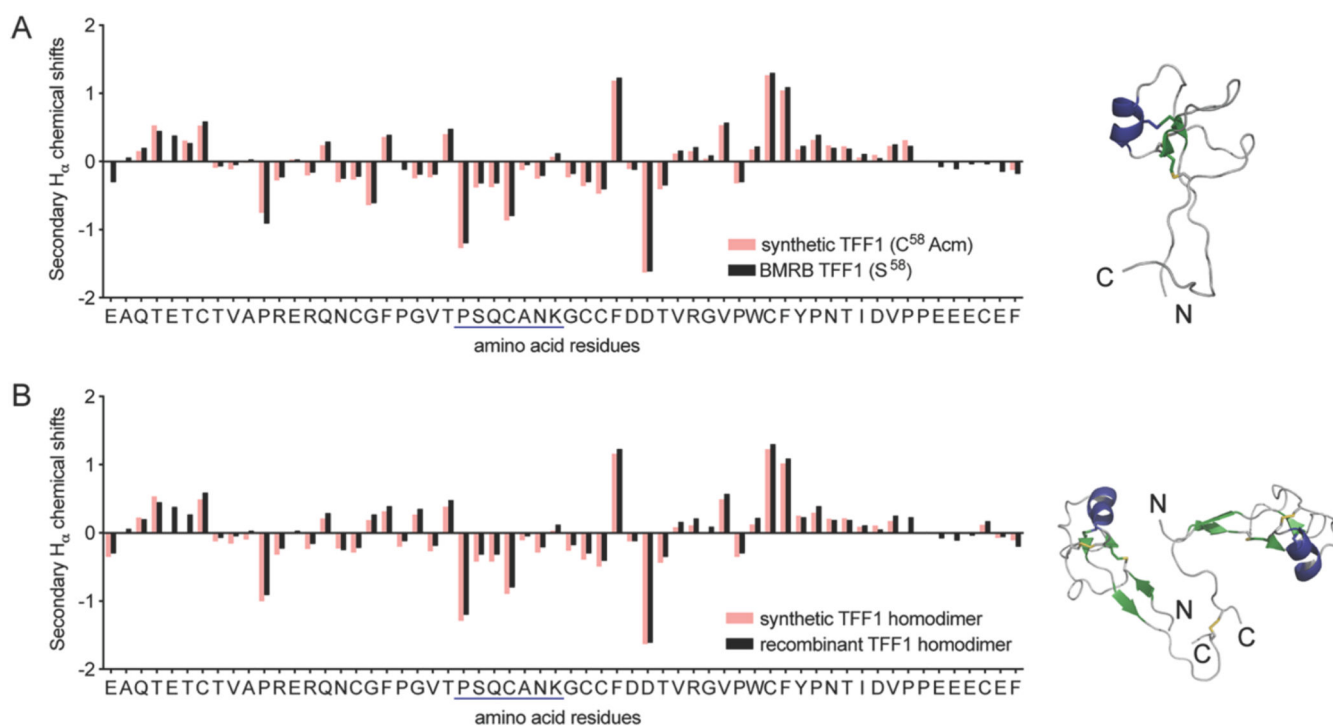 A
Secondary Hα chemical shifts
2
1
0
-1
-2
synthetic TFF1 (C⁵⁸ Acm)
BMRB TFF1 (S⁵⁸)
EAQTETCTVAPRERQNCGFPGVTPSQCANKGCCFDDTVRGVPWCFYPNTIDVPPEEECEF
amino acid residues
C
N
B
Secondary Hα chemical shifts
2
1
0
-1
-2
synthetic TFF1 homodimer
recombinant TFF1 homodimer
EAQTETCTVAPRERQNCGFPGVTPSQCANKGCCFDDTVRGVPWCFYPNTIDVPPEEECEF
amino acid residues
N
N
C
C